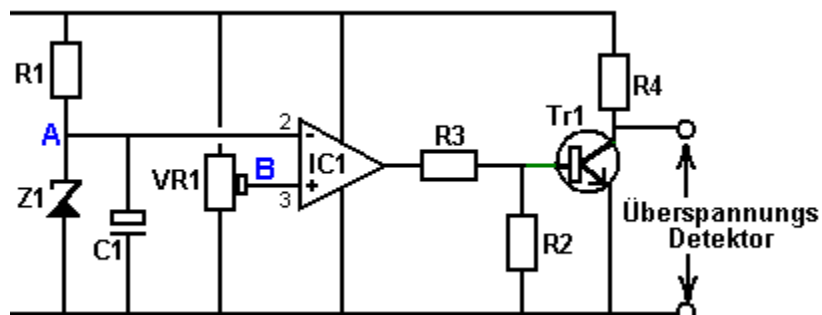 R1
A
Z1
C1
VR1
B
2
-
IC1
+
3
R3
R2
Tr1
R4
Überspannungs
Detektor